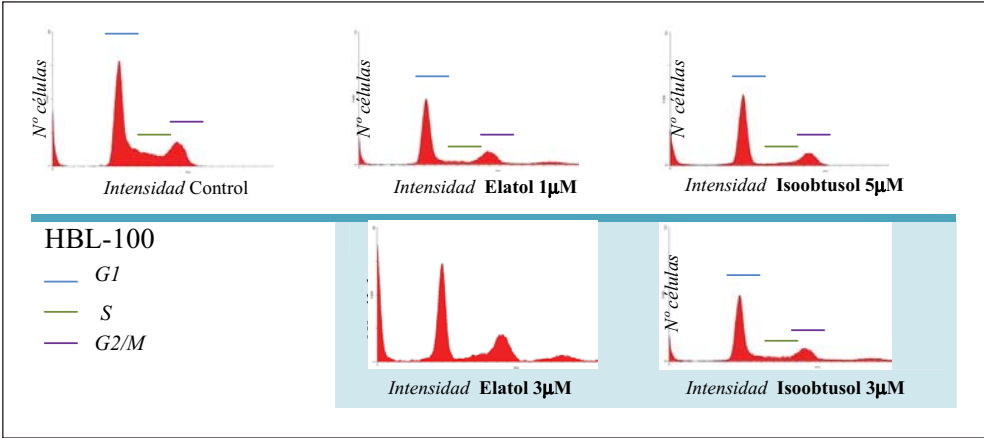 Nº células
Intensidad Control
Nº células
Intensidad Elatol 1µM
Nº células
Intensidad Isoobtusol 5µM
HBL-100
G1
S
G2/M
Intensidad Elatol 3µM
Nº células
Intensidad Isoobtusol 3µM